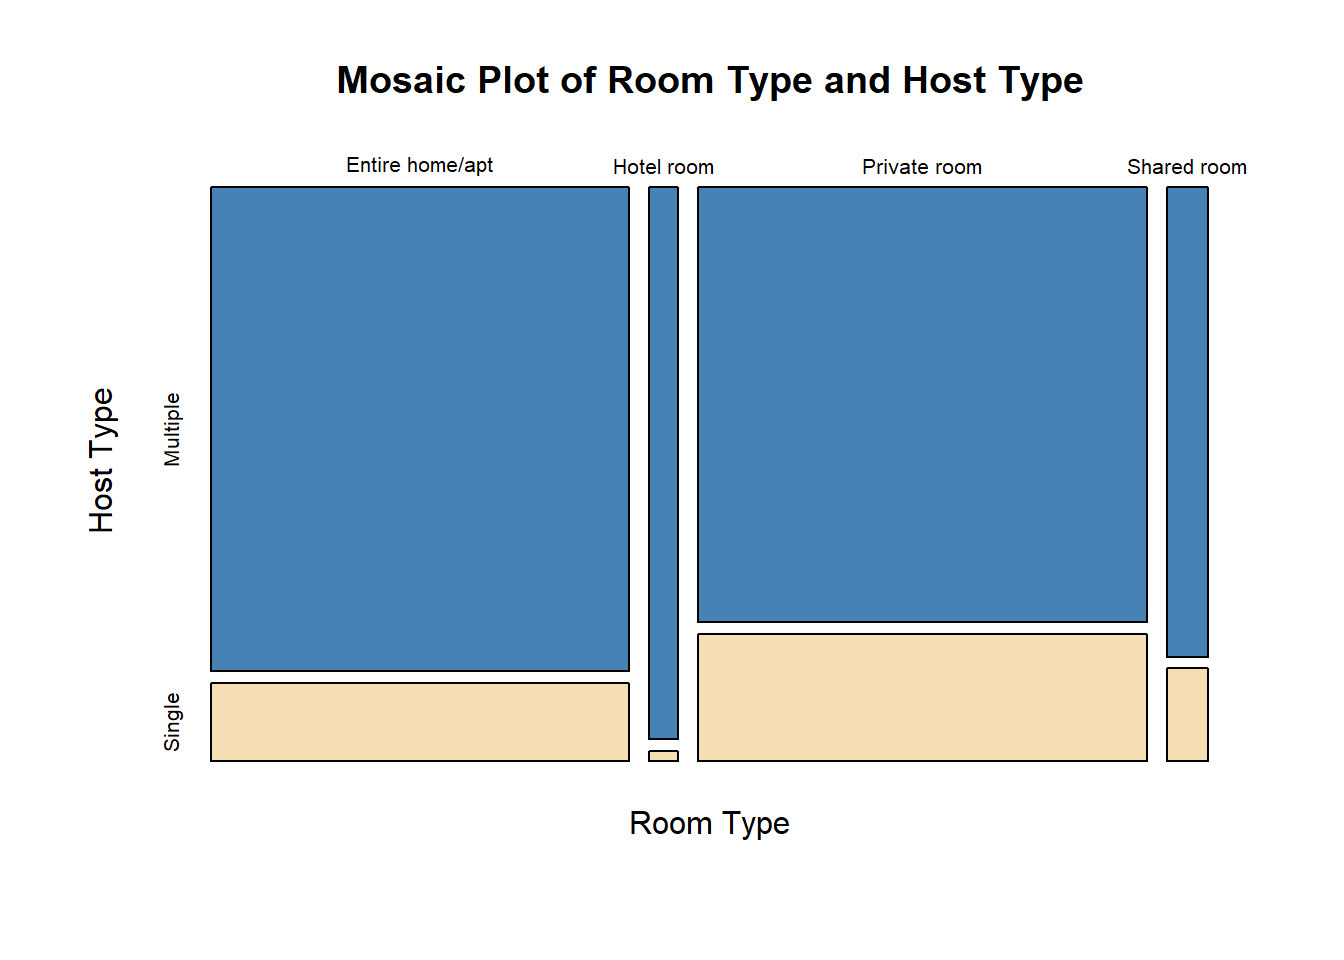 Mosaic Plot of Room Type and Host Type
Entire home/apt
Hotel room
Private room
Shared room
Host Type
Multiple
Single
Room Type